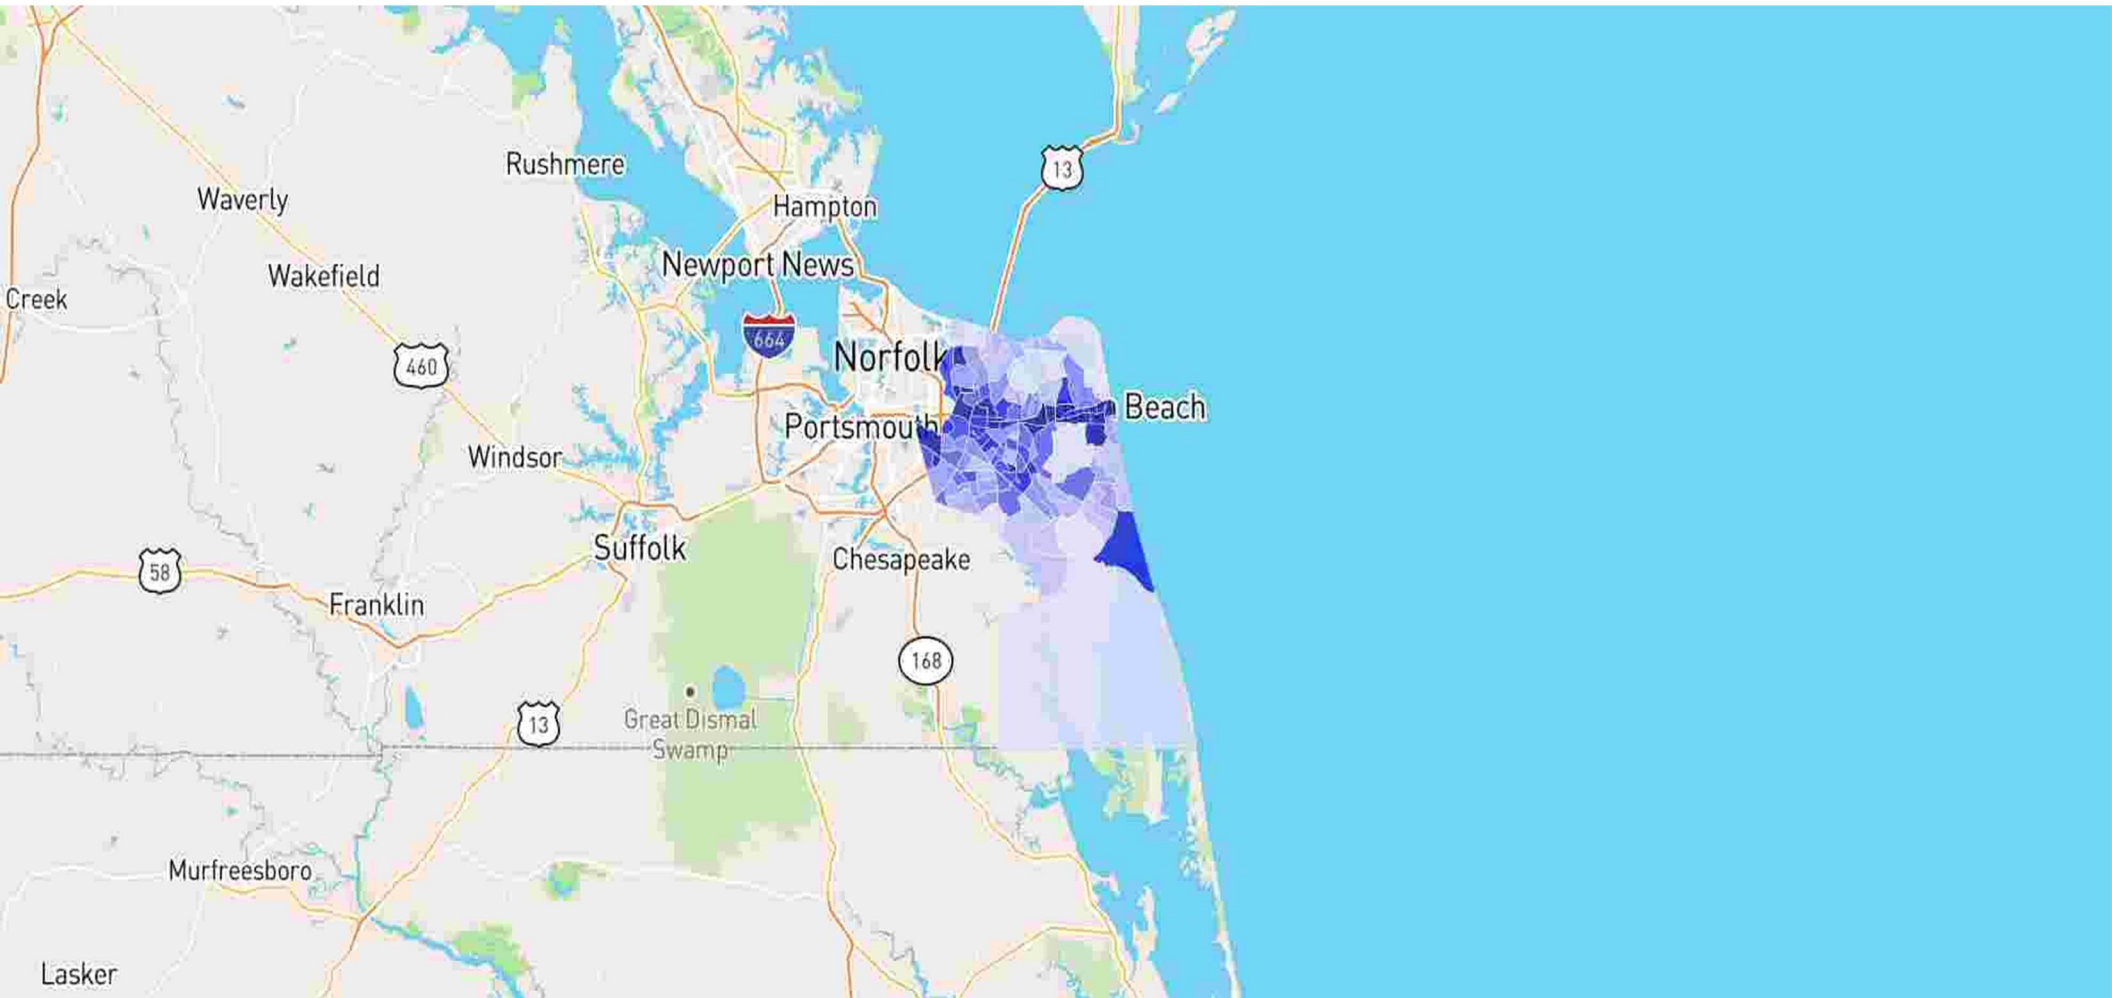 13
Rushmere
Waverly
Hampton
Newport News
Wakefield
Creek
664
Norfolk
460
Beach
Portsmouth
Windsor
Suffolk
Chesapeake
58
Franklin
168
13
Great Dismal
Swamp
Murfreesboro
Lasker